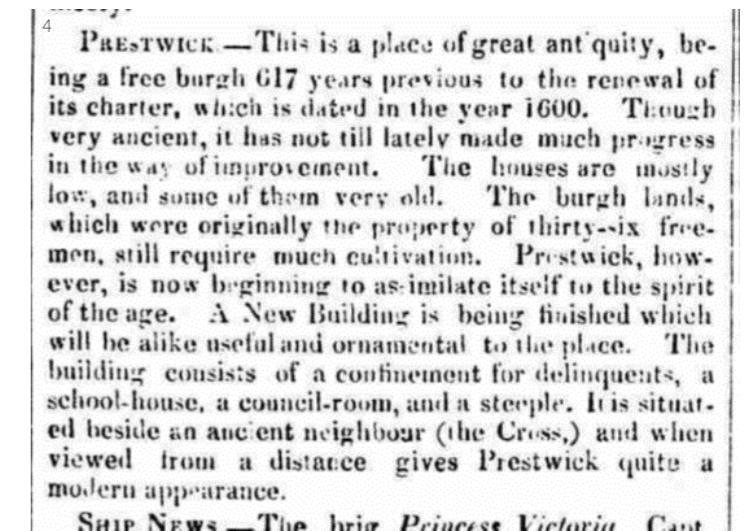 4
PRESTWICK.—This is a place of great antiquity, be-
ing a free burgh 617 years previous to the renewal of
its charter, which is dated in the year 1600. Though
very ancient, it has not till lately made much progress
in the way of improvement. The houses are mostly
low, and some of them very old. The burgh lands,
which were originally the property of thirty-six free-
men, still require much cultivation. Prestwick, how-
ever, is now beginning to assimilate itself to the spirit
of the age. A New Building is being finished which
will be alike useful and ornamental to the place. The
building consists of a confinement for delinquents, a
school-house, a council-room, and a steeple. It is situat-
ed beside an ancient neighbour (the Cross,) and when
viewed from a distance gives Prestwick quite a
modern appearance.
SHIP NEWS.—The brig Princess Victoria, Capt.